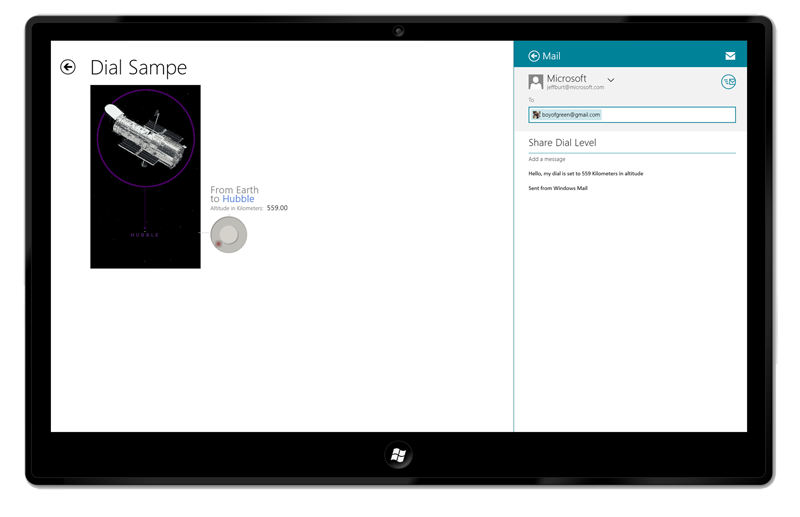 Dial Sampe
HUBBLE
From Earth
to Hubble
Altitude in Kilometers: 559.00
Mail
Microsoft
jeffburt@microsoft.com
To
boyofgreen@gmail.com
Share Dial Level
Add a message
Hello, my dial is set to 559 Kilometers in altitude
Sent from Windows Mail